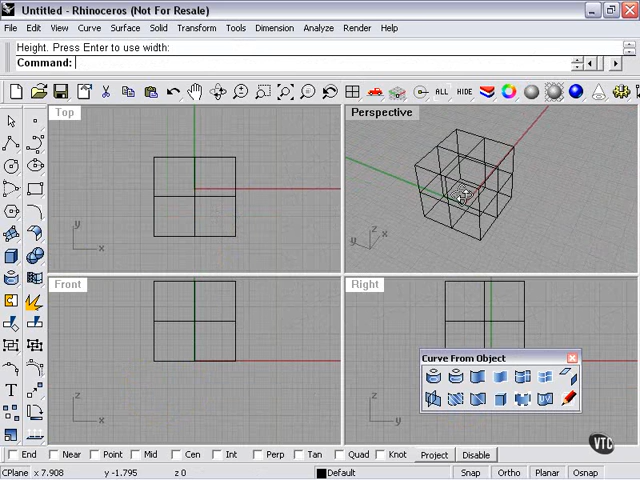 Untitled - Rhinoceros (Not For Resale)
File Edit View Curve Surface Solid Transform Tools Dimension Analyze Render Help
Height. Press Enter to use width:
Command:
ALL HIDE
Top
Perspective
y
x
z
y
x
Front
Right
z
x
z
y
Curve From Object
UV
T
VTC
End Near Point Mid Cen Int Perp Tan Quad Knot Project Disable
CPlane x 7.908 y -1.795 z 0 Default Snap Ortho Planar Osnap